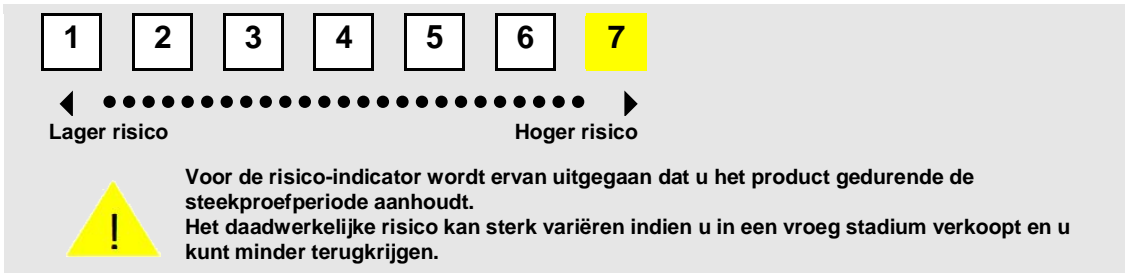 1 2 3 4 5 6 7
Lager risico Hoger risico
!
Voor de risico-indicator wordt ervan uitgegaan dat u het product gedurende de
steekproefperiode aanhoudt.
Het daadwerkelijke risico kan sterk variëren indien u in een vroeg stadium verkoopt en u
kunt minder terugkrijgen.